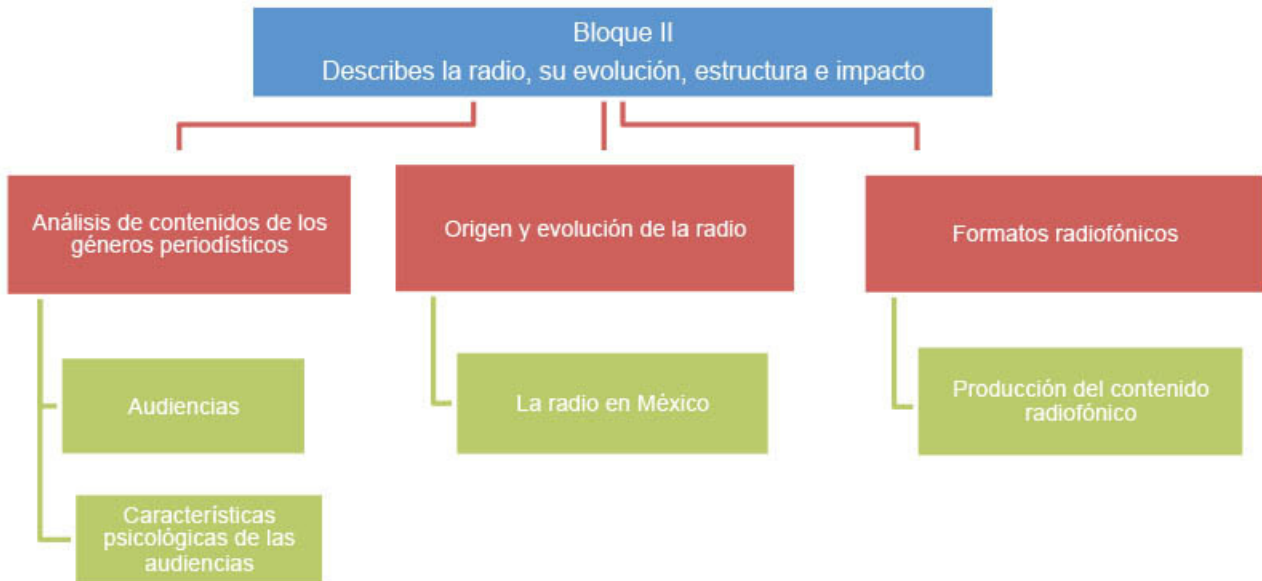 Bloque II
Describes la radio, su evolución, estructura e impacto
Análisis de contenidos de los
géneros periodísticos
Origen y evolución de la radio
Formatos radiofónicos
Audiencias
La radio en México
Producción del contenido
radiofónico
Características
psicológicas de las
audiencias